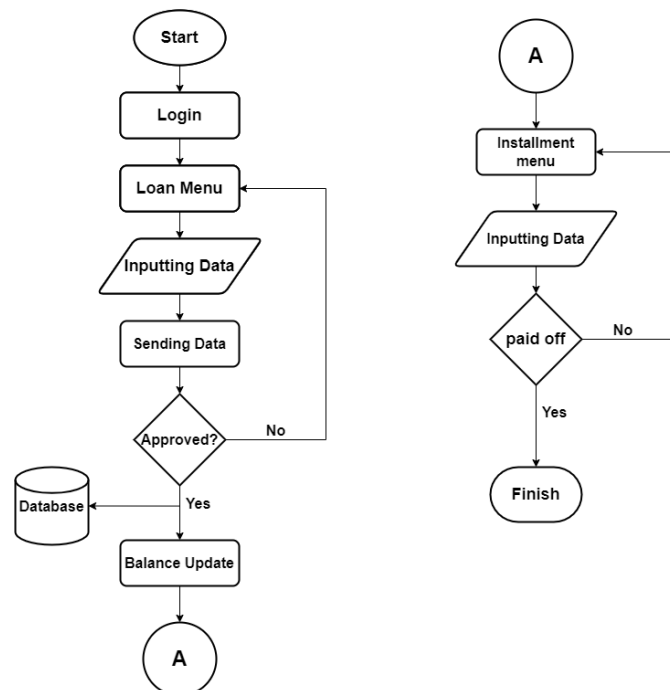 Start
Login
Loan Menu
Inputting Data
Sending Data
Approved?
No
Yes
Database
Balance Update
A
A
Installment
menu
Inputting Data
paid off
No
Yes
Finish